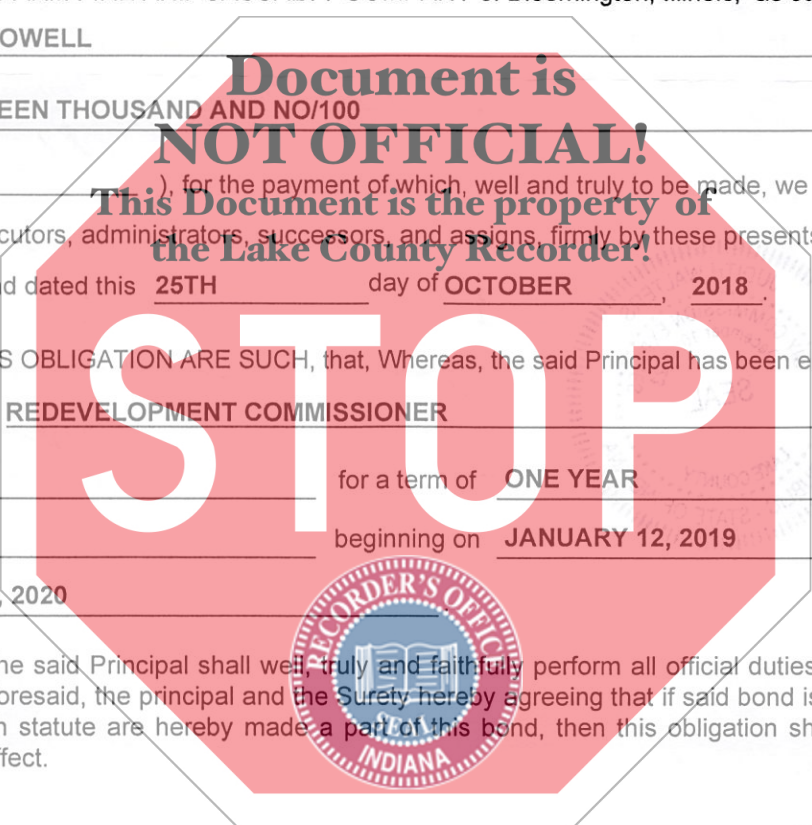 of Bloomington, Illinois,
OWELL
Document is
EEN THOUSAND AND NO/100
NOT OFFICIAL!
), for the payment of which, well and truly to be made, we
This Document is the property of
cutors, administrators, successors, and assigns, firmly by these presents
the Lake County Recorder!
d dated this 25TH day of OCTOBER, 2018.
S OBLIGATION ARE SUCH, that, Whereas, the said Principal has been e
STOP
REDEVELOPMENT COMMISSIONER
for a term of ONE YEAR
beginning on JANUARY 12, 2019
, 2020
RECORDER'S OFFICE
SEAL
INDIANA
he said Principal shall well, truly and faithfully perform all official duties
oresaid, the principal and the Surety hereby agreeing that if said bond is
n statute are hereby made a part of this bond, then this obligation sh
ffect.